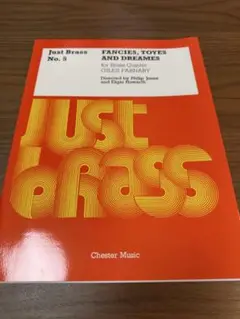 Just Brass
No. 5
FANCIES, TOYES
AND DREAMES
for Brass Quartet
GILES FARNABY
Directed by Philip Jones
and Elgar Howarth
Just
brass
Chester Music